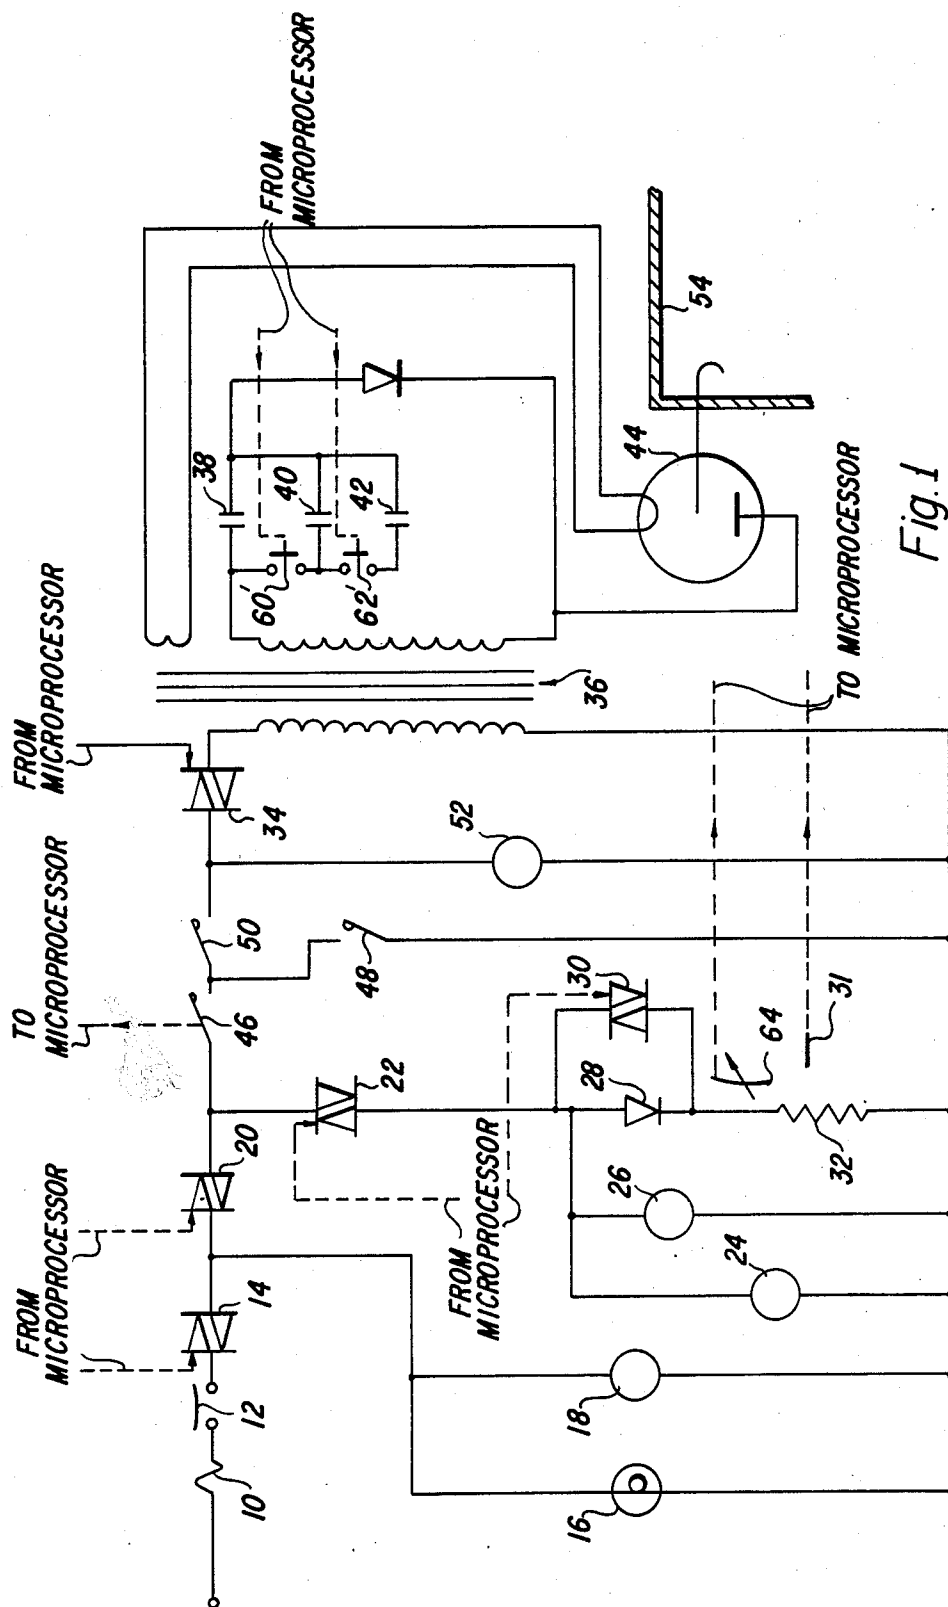 FROM
MICROPROCESSOR
TO
MICROPROCESSOR
FROM
MICROPROCESSOR
FROM
MICROPROCESSOR
10
12
14
20
46
50
34
36
38
40
42
60'
62'
44
54
22
48
52
FROM
MICROPROCESSOR
28
30
26
24
18
16
32
64
31
TO MICROPROCESSOR
Fig. 1